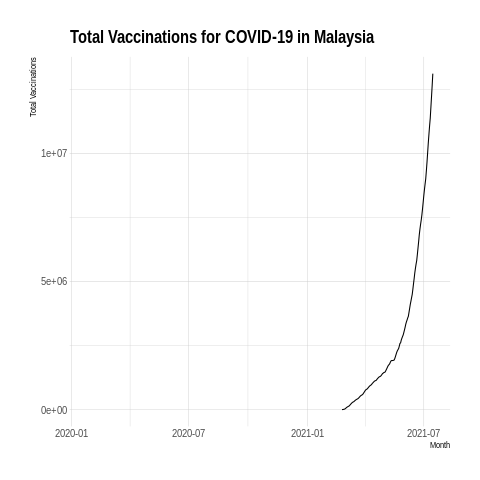 Total Vaccinations for COVID-19 in Malaysia
Total Vaccinations
1e+07
5e+06
0e+00
2020-01 2020-07 2021-01 2021-07
Month